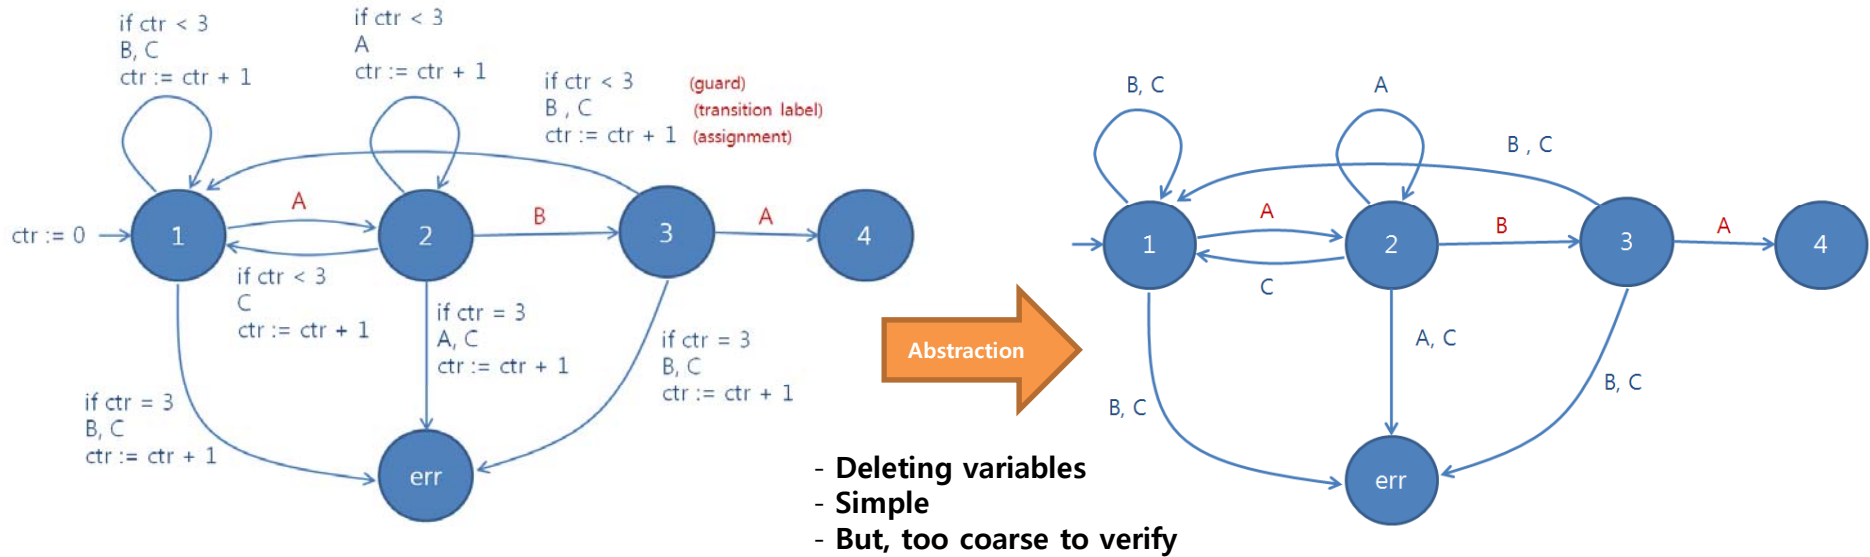 if ctr < 3
B, C
ctr := ctr + 1
if ctr < 3
A
ctr := ctr + 1
if ctr < 3 (guard)
B , C (transition label)
ctr := ctr + 1 (assignment)
ctr := 0
1
A
2
B
3
A
4
if ctr < 3
C
ctr := ctr + 1
if ctr = 3
A, C
ctr := ctr + 1
if ctr = 3
B, C
ctr := ctr + 1
if ctr = 3
B, C
ctr := ctr + 1
err
Abstraction
- Deleting variables
- Simple
- But, too coarse to verify
B, C
A
B , C
1
A
2
B
3
A
4
C
A, C
B, C
B, C
err